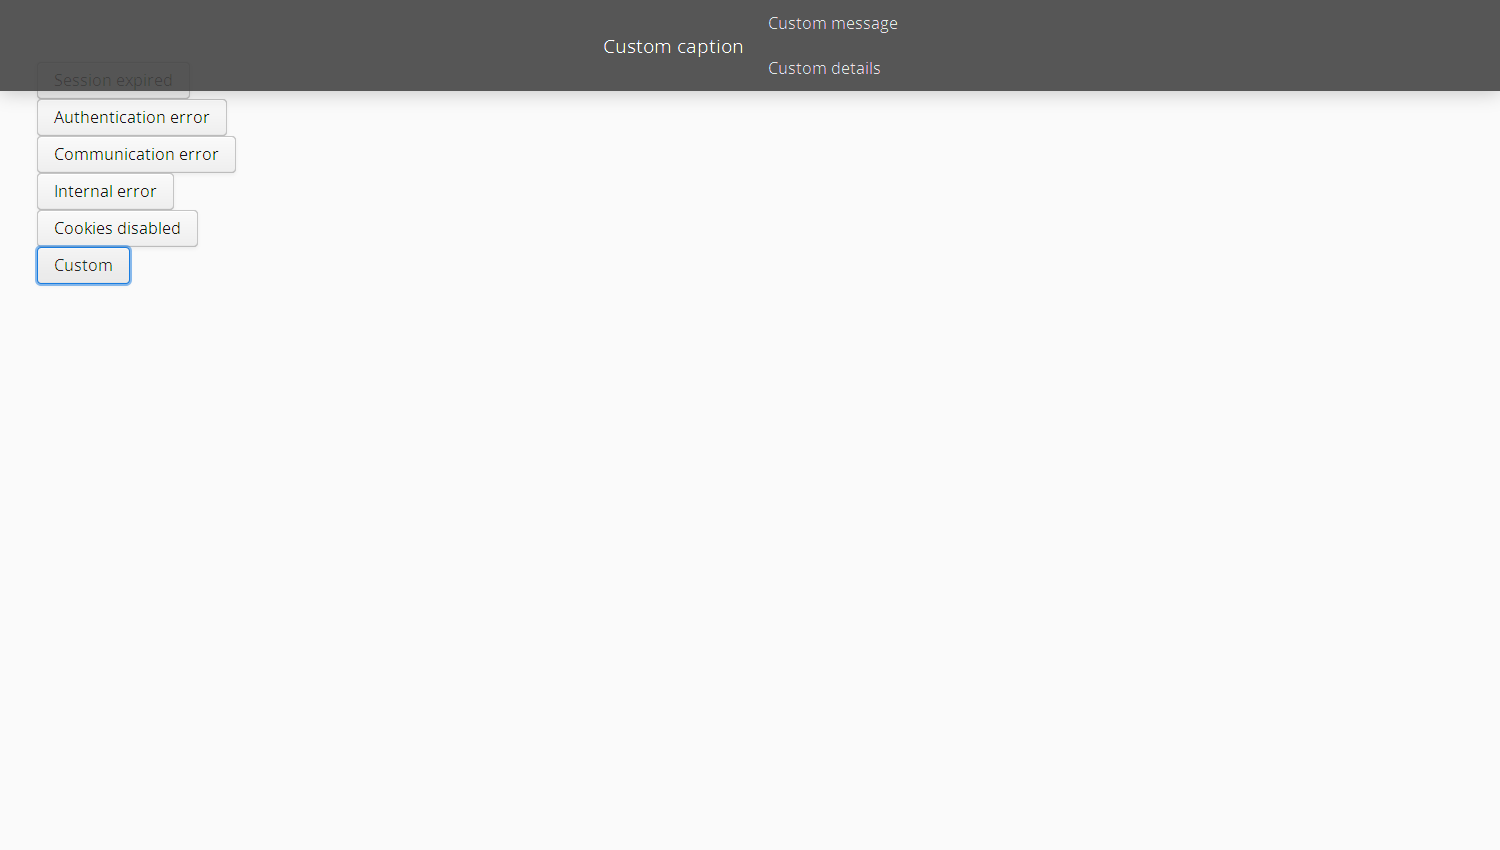 Custom caption
Custom message
Custom details
Session expired
Authentication error
Communication error
Internal error
Cookies disabled
Custom